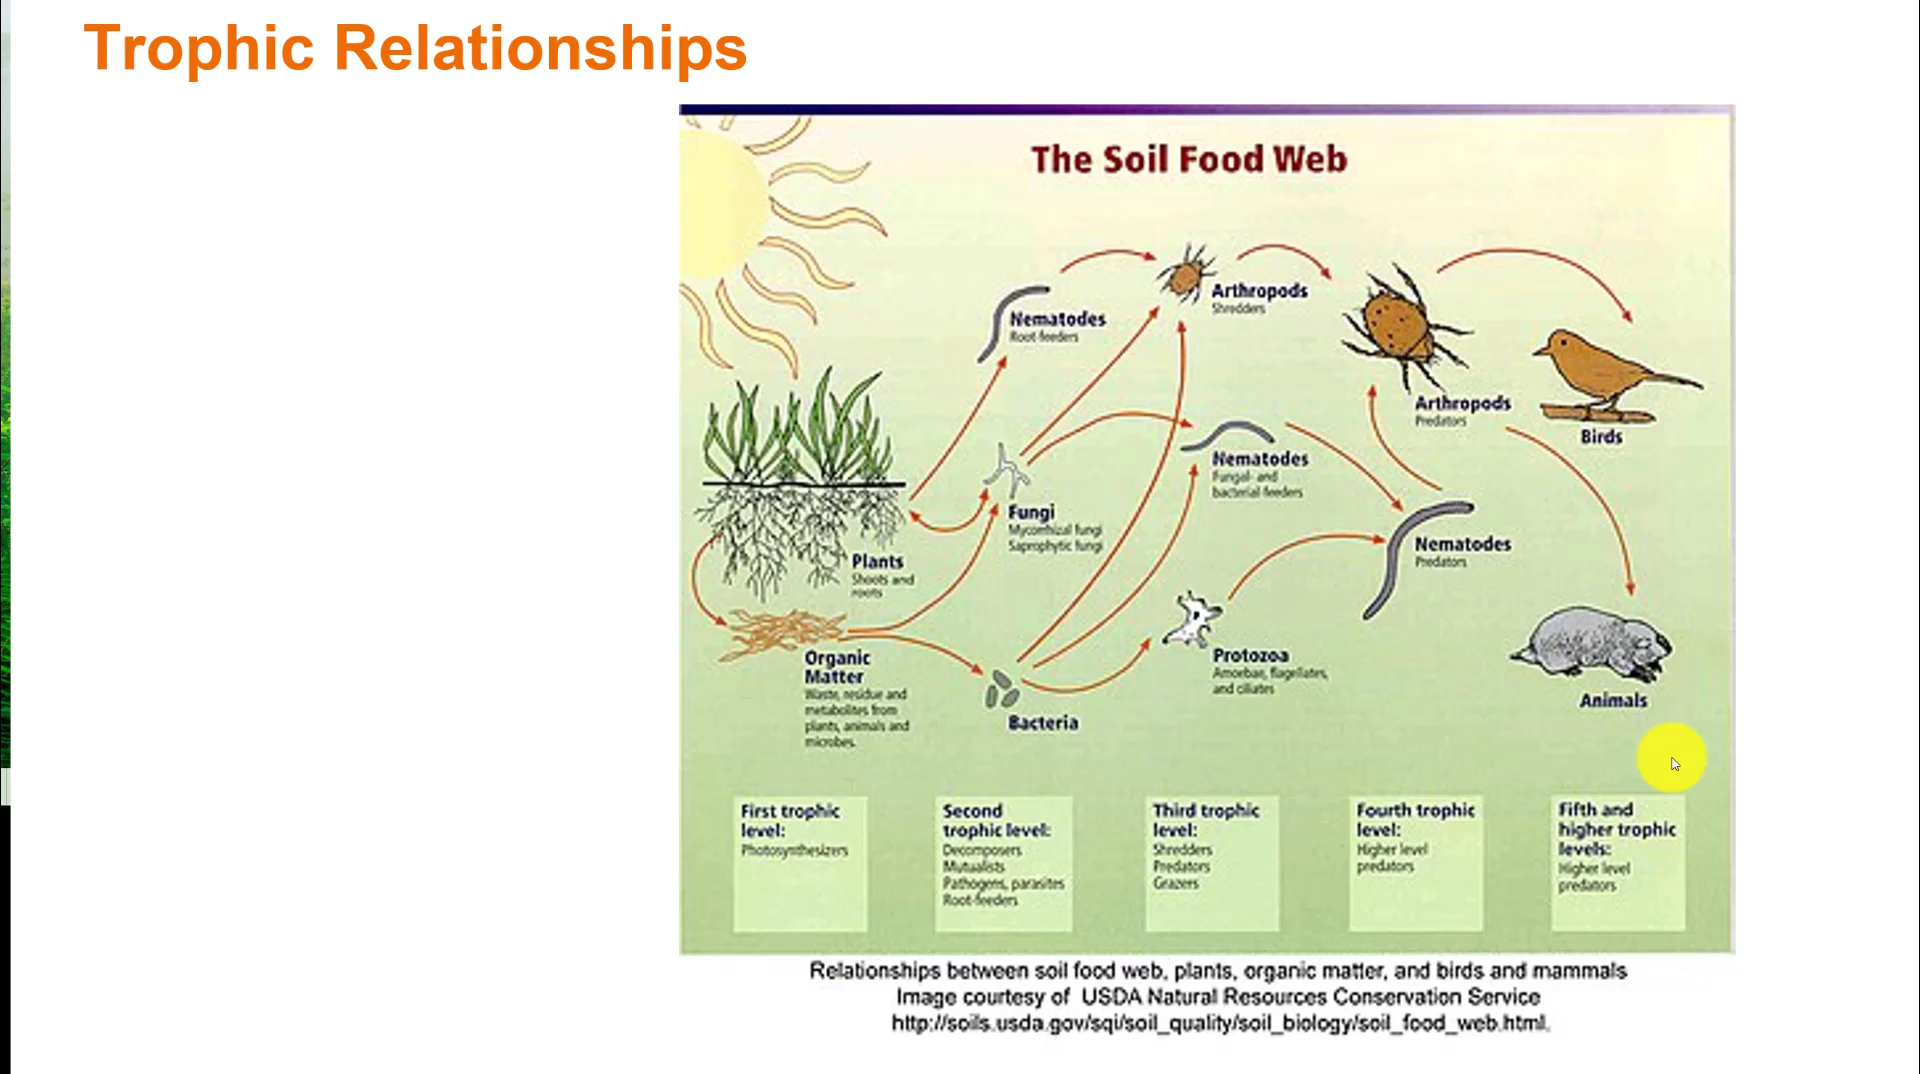 Trophic Relationships
The Soil Food Web
Arthropods
Shredders
Nematodes
Root-feeders
Arthropods
Predators
Birds
Nematodes
Fungal- and
bacterial-feeders
Fungi
Mycorrhizal fungi
Saprophytic fungi
Nematodes
Predators
Plants
Shoots and
roots
Organic
Matter
Waste, residue and
metabolites from
plants, animals and
microbes.
Protozoa
Amoebae, flagellates,
and ciliates
Animals
Bacteria
First trophic
level:
Photosynthesizers
Second
trophic level:
Decomposers
Mutualists
Pathogens, parasites
Root-feeders
Third trophic
level:
Shredders
Predators
Grazers
Fourth trophic
level:
Higher level
predators
Fifth and
higher trophic
levels:
Higher level
predators
Relationships between soil food web, plants, organic matter, and birds and mammals
Image courtesy of USDA Natural Resources Conservation Service
http://soils.usda.gov/sqi/soil_quality/soil_biology/soil_food_web.html.